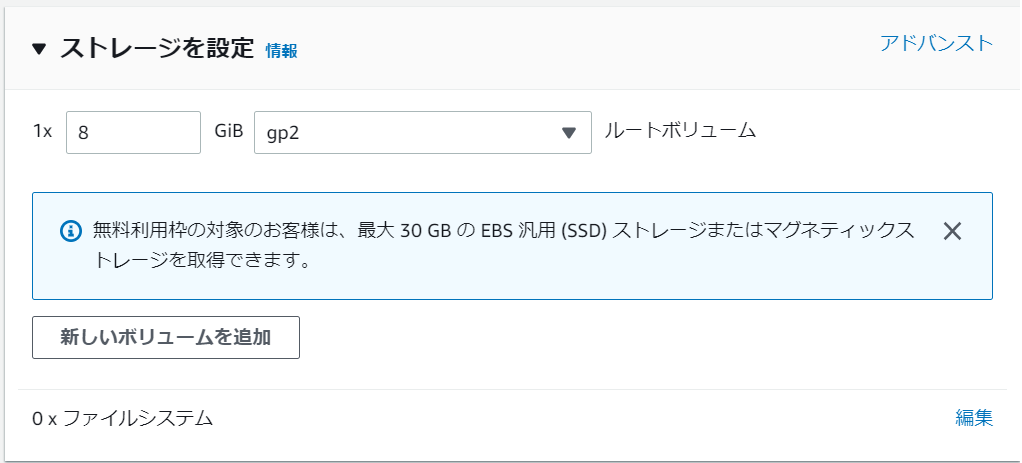 ストレージを設定 情報
アドバンスト
1x 8 GiB gp2 ルートボリューム
無料利用枠の対象のお客様は、最大 30 GB の EBS 汎用 (SSD) ストレージまたはマグネティックス
トレージを取得できます。
新しいボリュームを追加
0 x ファイルシステム
編集